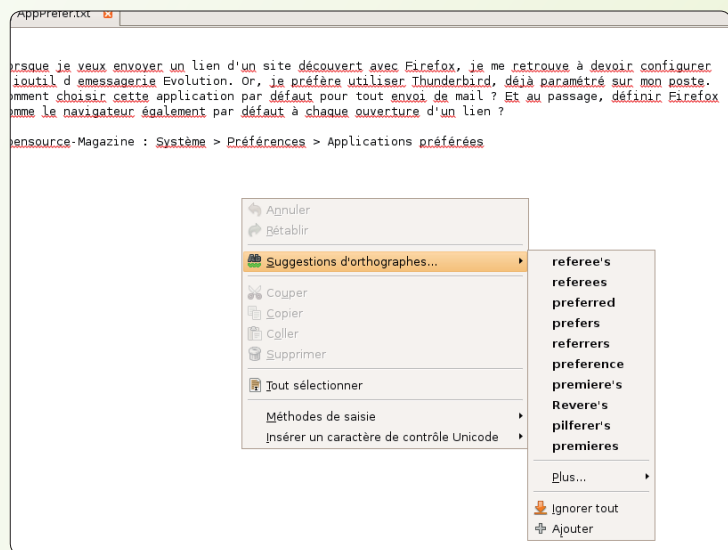 AppPrefer.txt
orsque je veux envoyer un lien d'un site découvert avec Firefox, je me retrouve à devoir configurer
ioutil d emessagerie Evolution. Or, je préfère utiliser Thunderbird, déjà paramétré sur mon poste.
omment choisir cette application par défaut pour tout envoi de mail ? Et au passage, définir Firefox
omme le navigateur également par défaut à chaque ouverture d'un lien ?
pensource-Magazine : Système > Préférences > Applications préférées
Annuler
Rétablir
Suggestions d'orthographes...
Couper
Copier
Coller
Supprimer
Tout sélectionner
Méthodes de saisie
Insérer un caractère de contrôle Unicode
referee's
referees
preferred
prefers
referrers
preference
premiere's
Revere's
pilferer's
premieres
Plus...
Ignorer tout
Ajouter